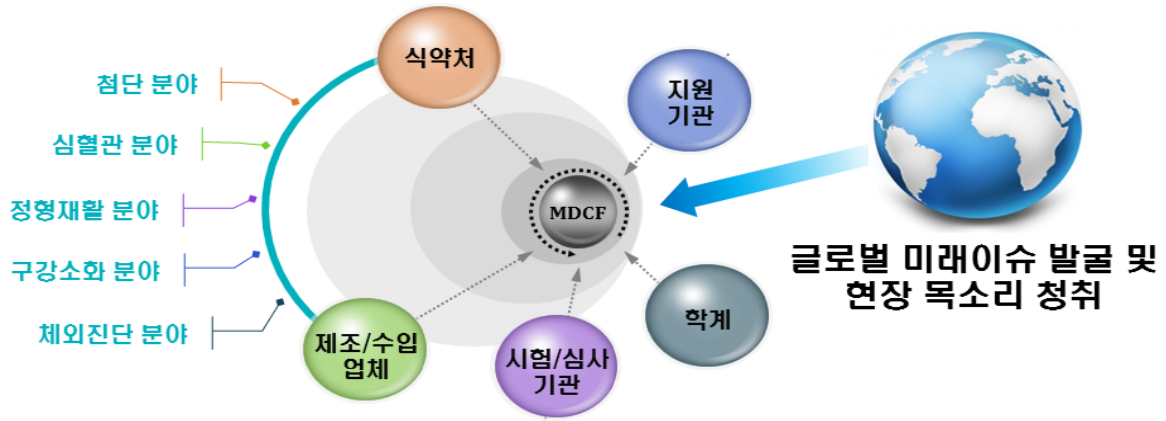 식약처
지원
기관
첨단 분야
심혈관 분야
정형재활 분야
구강소화 분야
체외진단 분야
MDCF
글로벌 미래이슈 발굴 및
현장 목소리 청취
제조/수입
업체
시험/심사
기관
학계